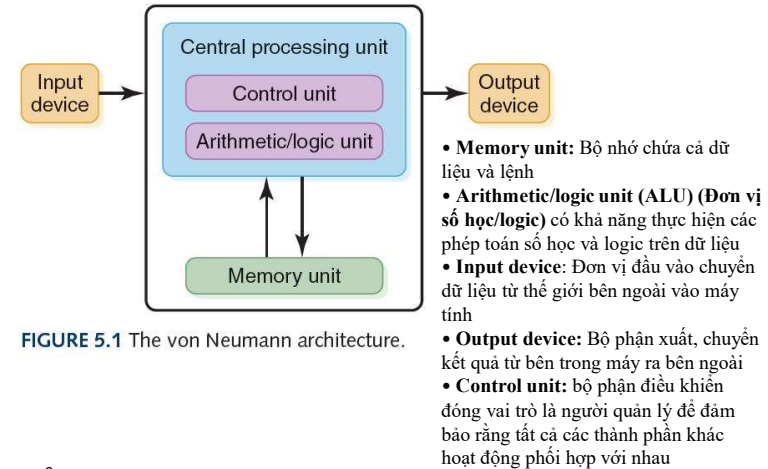 Central processing unit
Input
device
Control unit
Arithmetic/logic unit
Output
device
Memory unit
FIGURE 5.1 The von Neumann architecture.
• Memory unit: Bộ nhớ chứa cả dữ
liệu và lệnh
• Arithmetic/logic unit (ALU) (Đơn vị
số học/logic) có khả năng thực hiện các
phép toán số học và logic trên dữ liệu
• Input device: Đơn vị đầu vào chuyển
dữ liệu từ thế giới bên ngoài vào máy
tính
• Output device: Bộ phận xuất, chuyển
kết quả từ bên trong máy ra bên ngoài
• Control unit: bộ phận điều khiển
đóng vai trò là người quản lý để đảm
bảo rằng tất cả các thành phần khác
hoạt động phối hợp với nhau